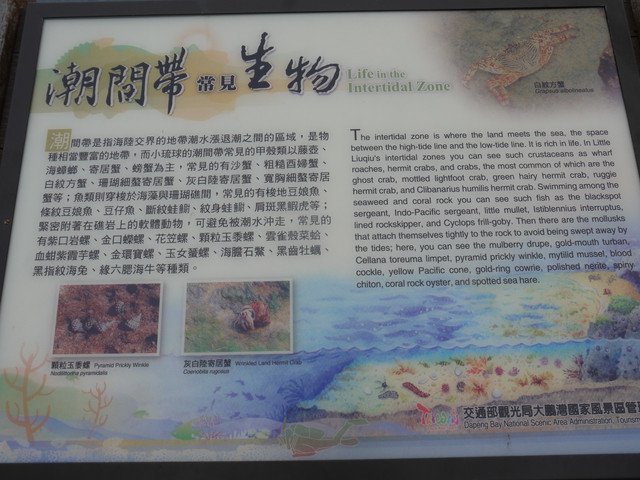 潮間帶 常見 生物
Life in the
Intertidal Zone
白紋方蟹
Grapsus albolineatus
潮間帶是指海陸交界的地帶潮水漲退潮之間的區域，是物
種相當豐富的地帶，而小琉球的潮間帶常見的甲殼類以藤壺、
海蟑螂、寄居蟹、螃蟹為主，常見的有沙蟹、粗糙酋婦蟹、
白紋方蟹、珊瑚細螯寄居蟹、灰白陸寄居蟹、寬胸細螯寄居
蟹等；魚類則穿梭於海藻與珊瑚礁間，常見的有梭地豆娘魚、
條紋豆娘魚、豆仔魚、斷紋蛙鳚、紋身蛙鳚、肩斑黑鰕虎等；
緊密附著在礁岩上的軟體動物，可避免被潮水沖走，常見的
有紫口岩螺、金口蠑螺、花笠螺、顆粒玉黍螺、雲雀殼菜蛤、
血蚶紫霞芋螺、金環寶螺、玉女蜑螺、海膽石鱉、黑齒牡蠣、
黑指紋海兔、緣六腮海牛等種類。
The intertidal zone is where the land meets the sea, the space
between the high-tide line and the low-tide line. It is rich in life. In Little
Liuqiu's intertidal zones you can see such crustaceans as wharf
roaches, hermit crabs, and crabs, the most common of which are the
ghost crab, mottled lightfoot crab, green hairy hermit crab, ruggie
hermit crab, and Clibanarius humilis hermit crab. Swimming among the
seaweed and coral rock you can see such fish as the blackspot
sergeant, Indo-Pacific sergeant, little mullet, Istiblennius interruptus,
lined rockskipper, and Cyclops frill-goby. Then there are the mollusks
that attach themselves tightly to the rock to avoid being swept away by
the tides; here, you can see the mulberry drupe, gold-mouth turban,
Cellana toreuma limpet, pyramid prickly winkle, mytilid mussel, blood
cockle, yellow Pacific cone, gold-ring cowrie, polished nerite, spiny
chiton, coral rock oyster, and spotted sea hare.
顆粒玉黍螺 Pyramid Prickly Winkle
Nodilittorina pyramidalis
灰白陸寄居蟹 Wrinkled Land Hermit Crab
Coenobita rugosus
交通部觀光局大鵬灣國家風景區管
Dapeng Bay National Scenic Area Administration, Tourism